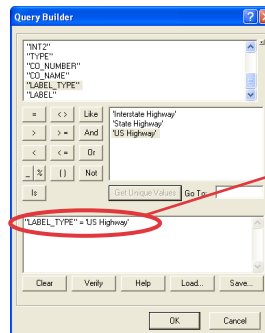 Query Builder
"INT2"
"TYPE"
"CO_NUMBER"
"CO_NAME"
"LABEL_TYPE"
"LABEL"
= < > Like
> > = And
< < = Or
_ % ( ) Not
Is
'Interstate Highway'
'State Highway'
'US Highway'
Get Unique Values Go To:
"LABEL_TYPE" = 'US Highway'
Clear Verify Help Load... Save...
OK Cancel